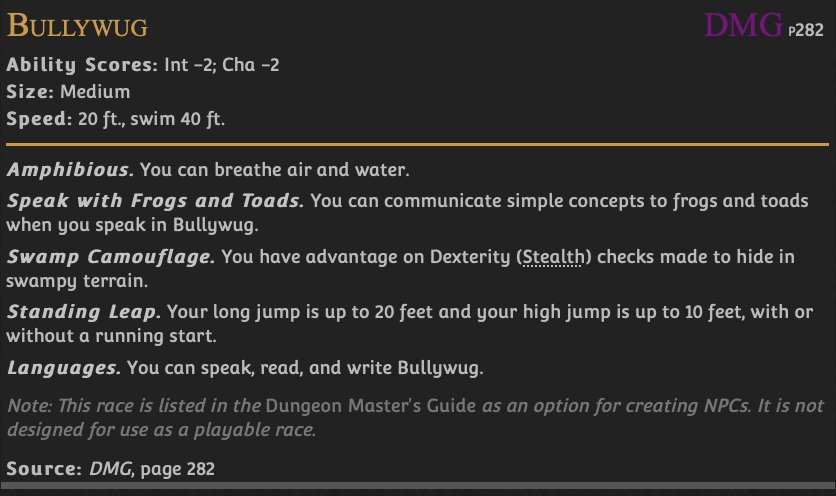 BULLYWUG DMG P282
Ability Scores: Int −2; Cha −2
Size: Medium
Speed: 20 ft., swim 40 ft.
Amphibious. You can breathe air and water.
Speak with Frogs and Toads. You can communicate simple concepts to frogs and toads
when you speak in Bullywug.
Swamp Camouflage. You have advantage on Dexterity (Stealth) checks made to hide in
swampy terrain.
Standing Leap. Your long jump is up to 20 feet and your high jump is up to 10 feet, with or
without a running start.
Languages. You can speak, read, and write Bullywug.
Note: This race is listed in the Dungeon Master's Guide as an option for creating NPCs. It is not
designed for use as a playable race.
Source: DMG, page 282